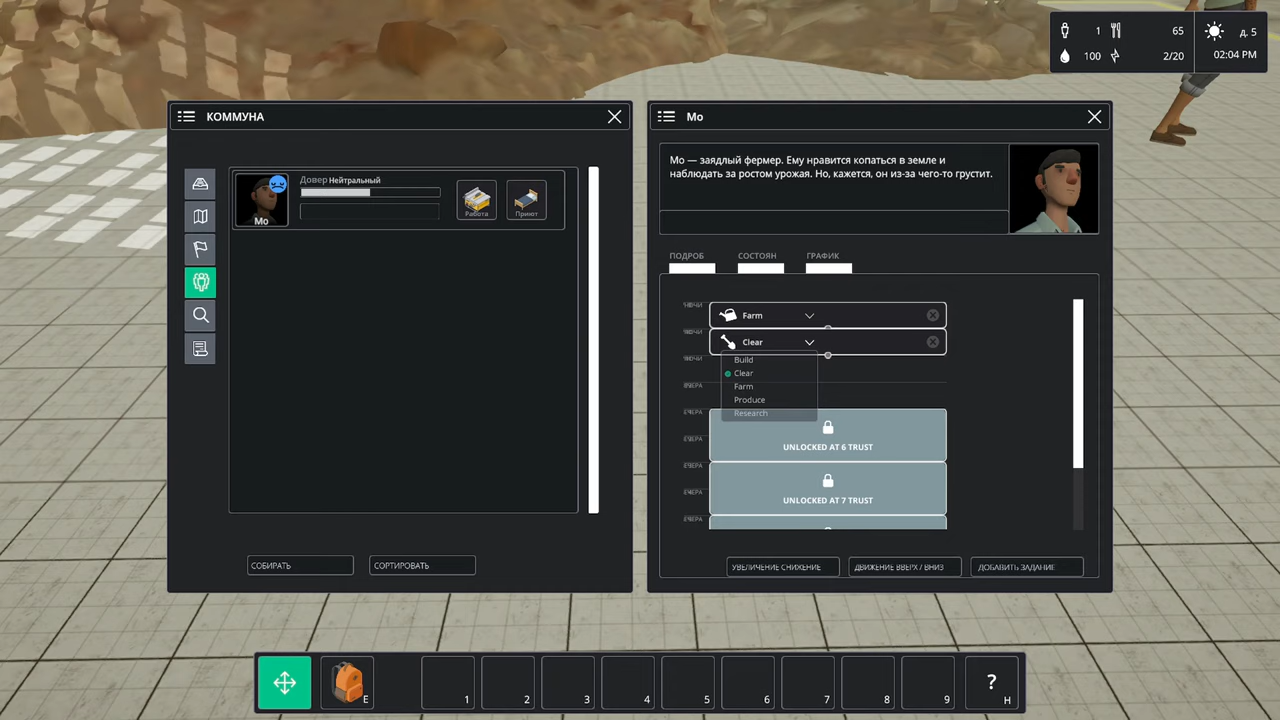 1
65
100
2/20
д. 5
02:04 PM
КОММУНА
Довер Нейтральный
Мо
Работа
Приют
СОБИРАТЬ
СОРТИРОВАТЬ
Мо
Мо — заядлый фермер. Ему нравится копаться в земле и
наблюдать за ростом урожая. Но, кажется, он из-за чего-то грустит.
ПОДРОБ
СОСТОЯН
ГРАФИК
Farm
Clear
Build
Clear
Farm
Produce
Research
UNLOCKED AT 6 TRUST
UNLOCKED AT 7 TRUST
УВЕЛИЧЕНИЕ СНИЖЕНИЕ
ДВИЖЕНИЕ ВВЕРХ / ВНИЗ
ДОБАВИТЬ ЗАДАНИЕ
E
1
2
3
4
5
6
7
8
9
?
H